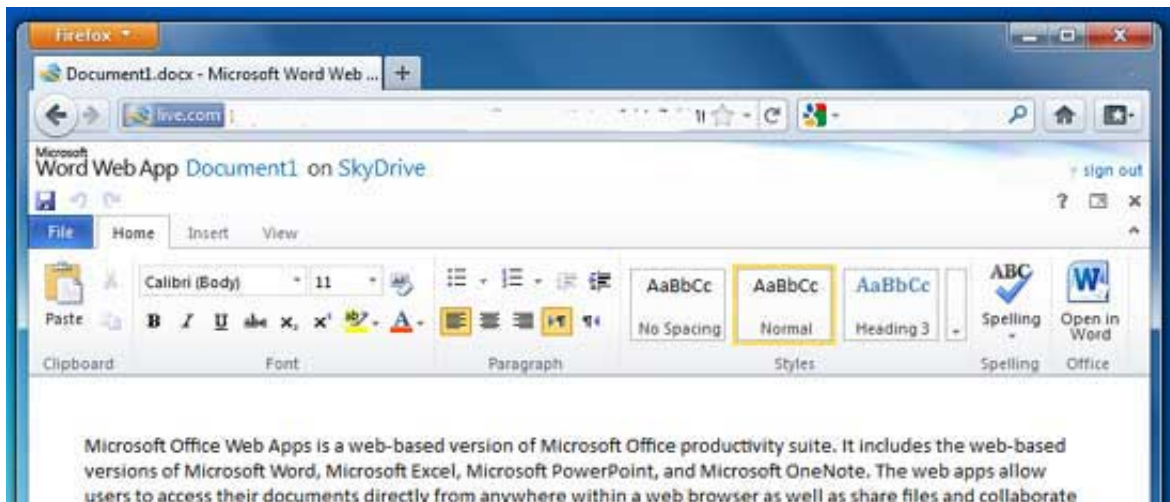 Firefox
Document1.docx - Microsoft Word Web ... +
live.com
Microsoft
Word Web App Document1 on SkyDrive
sign out
File Home Insert View
Calibri (Body) 11
AaBbCc AaBbCc AaBbCc ABC W
Paste B I U abc x₂ x² ab A No Spacing Normal Heading 3 Spelling Open in
Word
Clipboard Font Paragraph Styles Spelling Office
Microsoft Office Web Apps is a web-based version of Microsoft Office productivity suite. It includes the web-based
versions of Microsoft Word, Microsoft Excel, Microsoft PowerPoint, and Microsoft OneNote. The web apps allow
users to access their documents directly from anywhere within a web browser as well as share files and collaborate